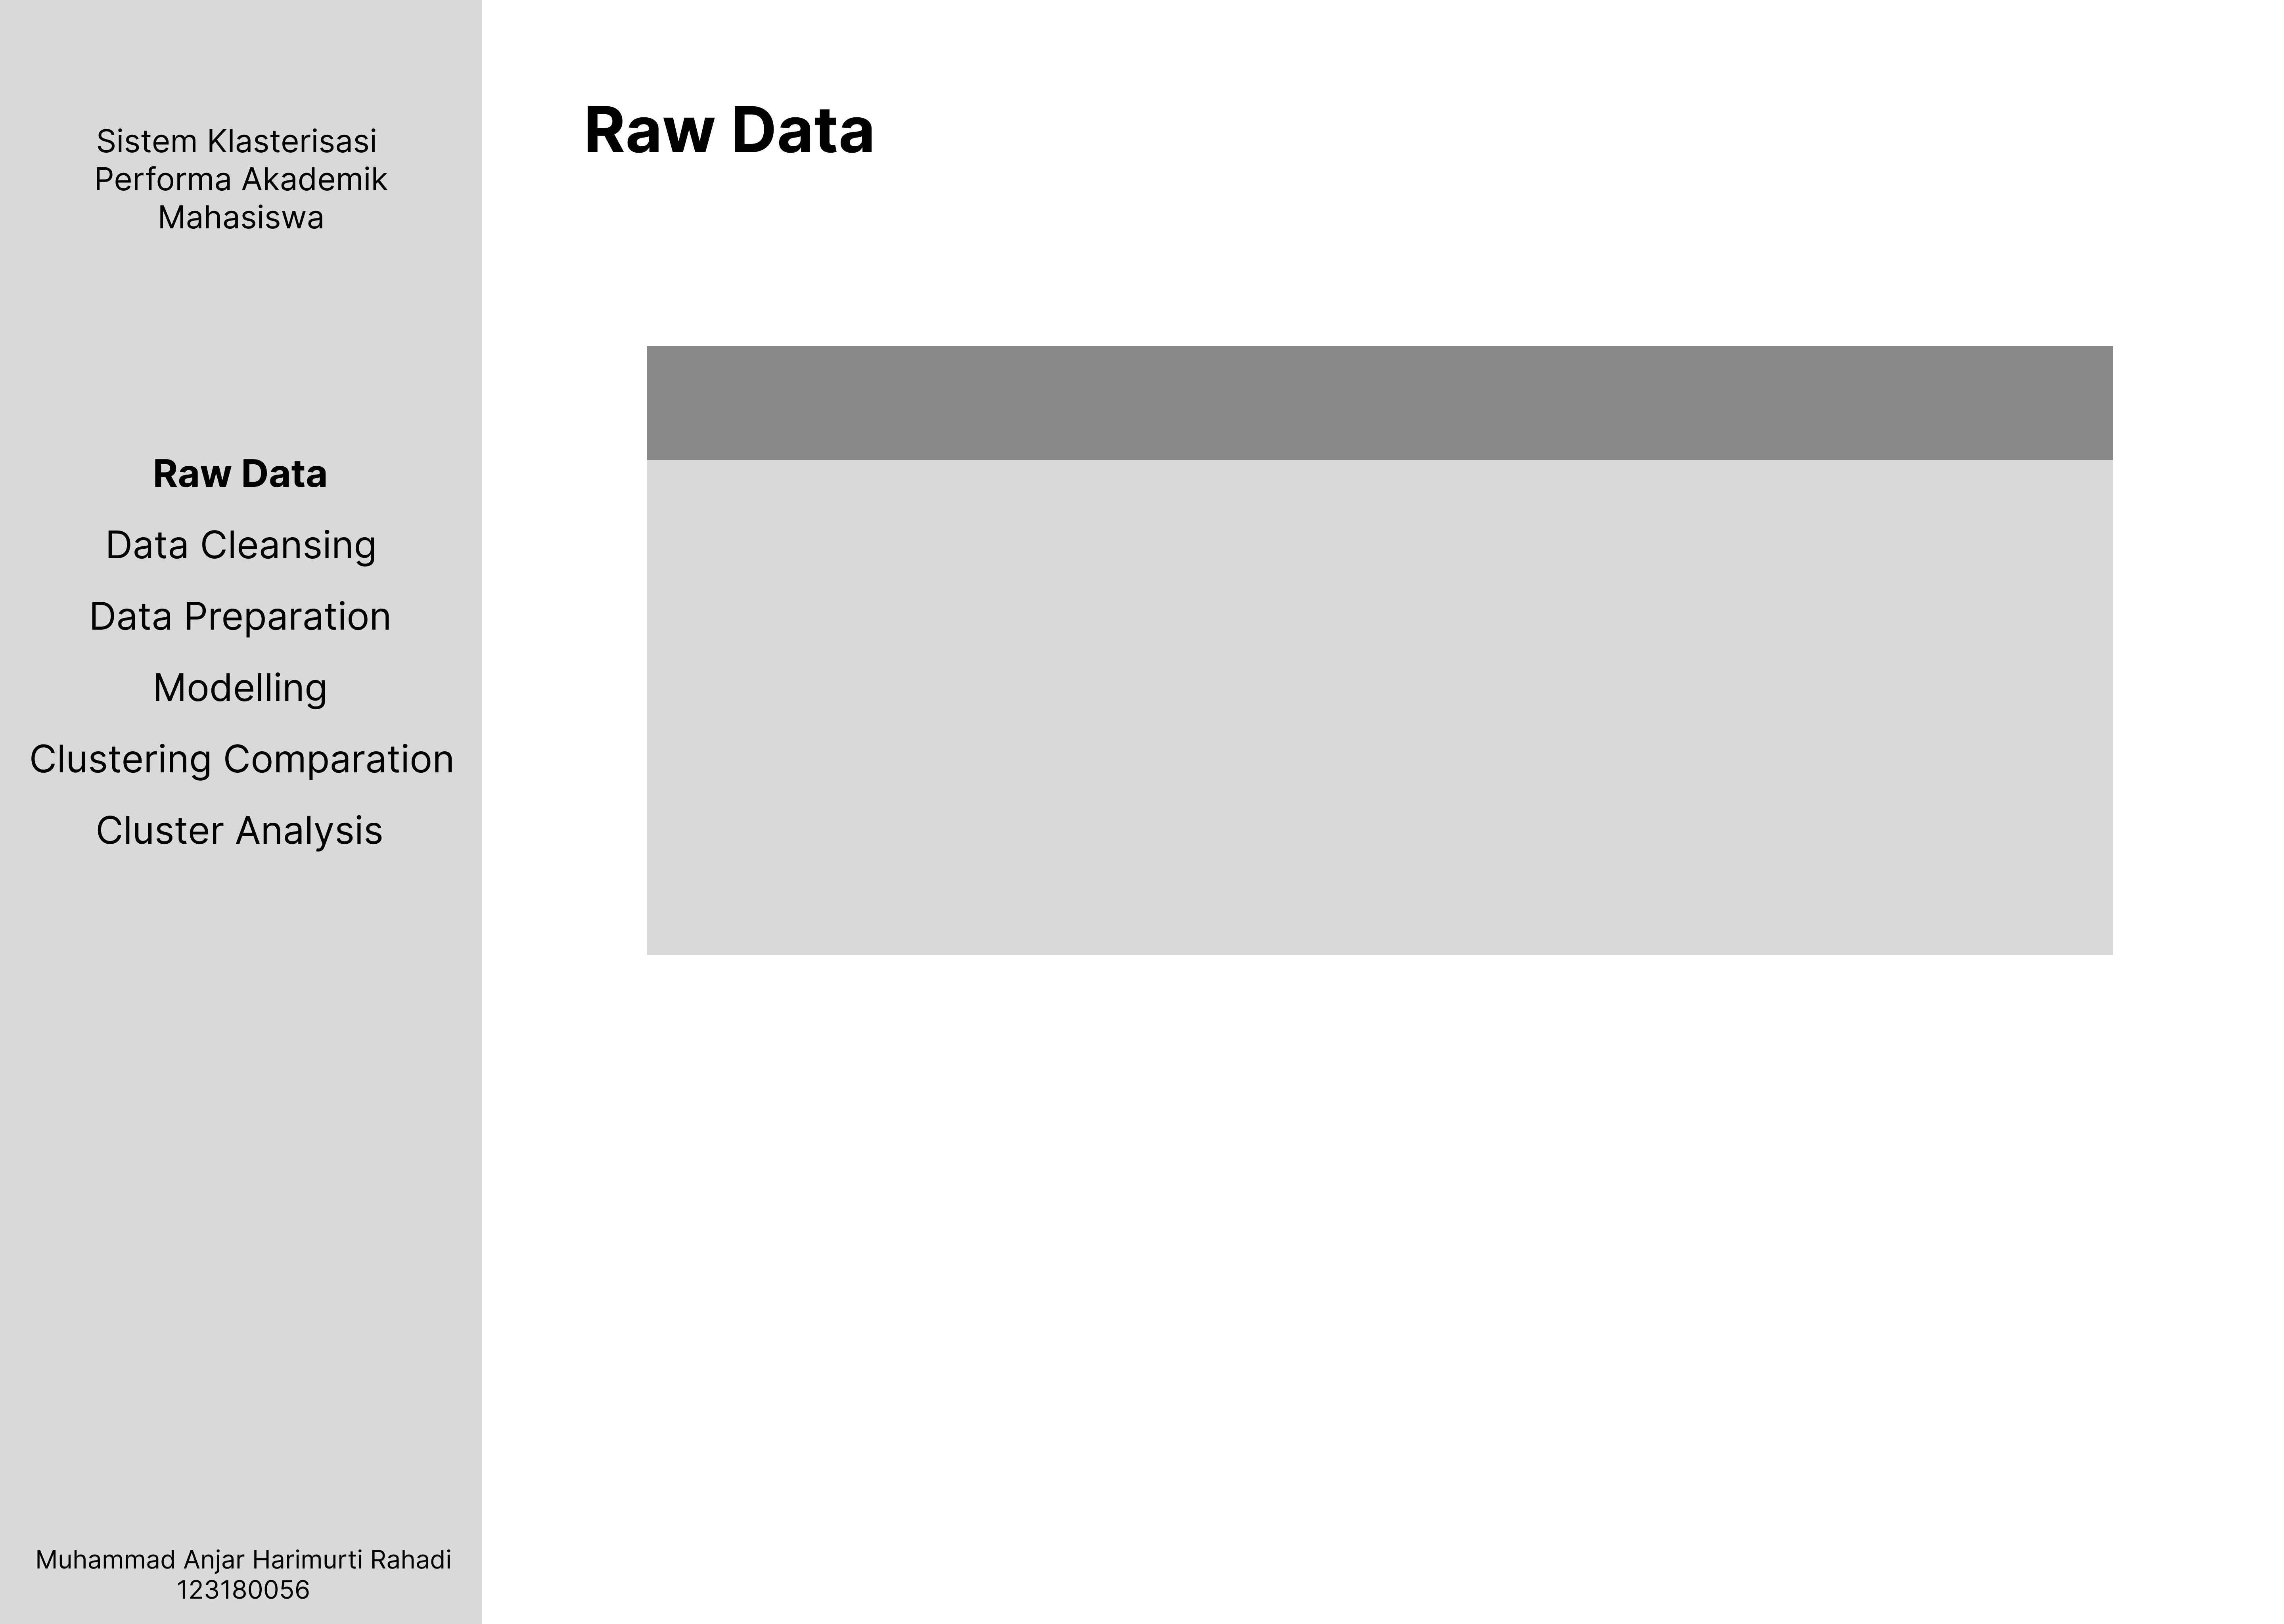 Sistem Klasterisasi
Performa Akademik
Mahasiswa
Raw Data
Data Cleansing
Data Preparation
Modelling
Clustering Comparation
Cluster Analysis
Muhammad Anjar Harimurti Rahadi
123180056
Raw Data